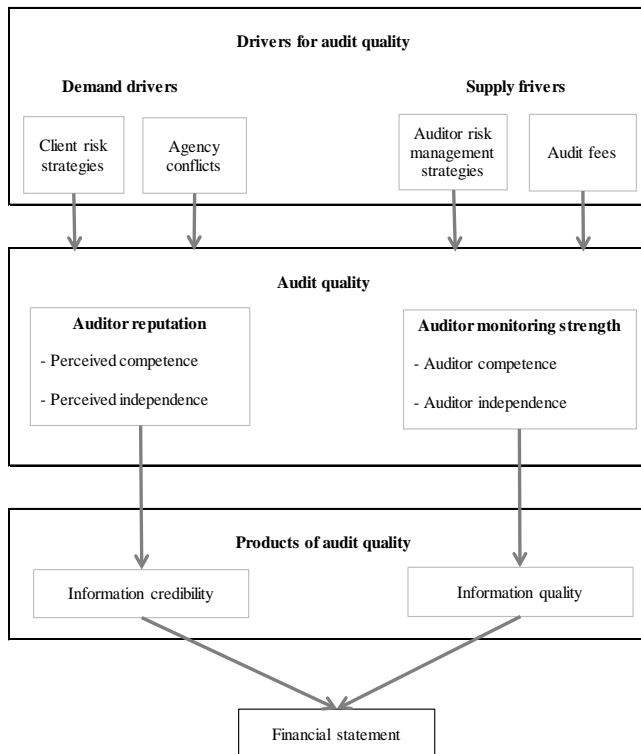 Drivers for audit quality
Demand drivers
Supply frivers
Client risk
strategies
Agency
conflicts
Auditor risk
management
strategies
Audit fees
Audit quality
Auditor reputation
- Perceived competence
- Perceived independence
Auditor monitoring strength
- Auditor competence
- Auditor independence
Products of audit quality
Information credibility
Information quality
Financial statement